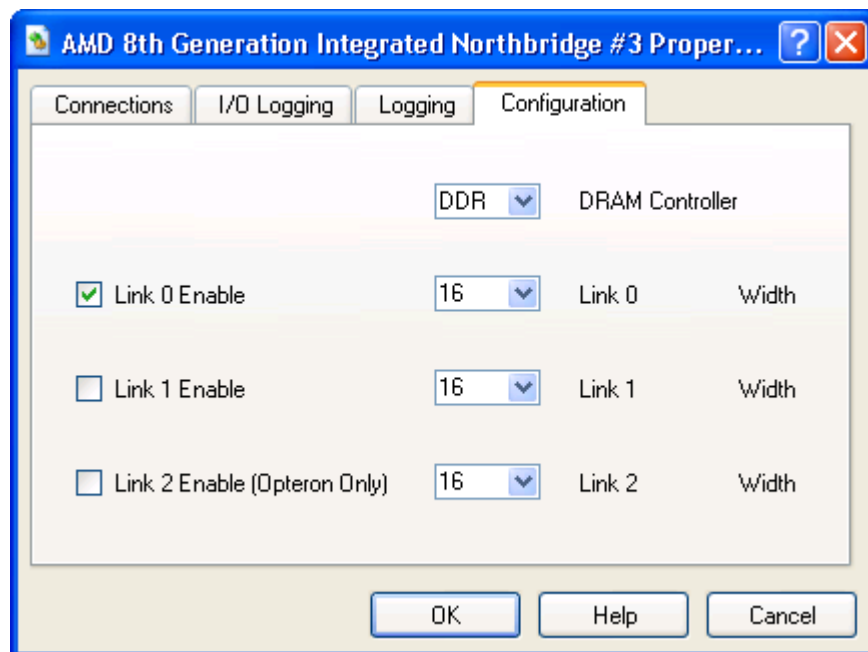 AMD 8th Generation Integrated Northbridge #3 Proper...
Connections I/O Logging Logging Configuration
DDR DRAM Controller
Link 0 Enable 16 Link 0 Width
Link 1 Enable 16 Link 1 Width
Link 2 Enable (Opteron Only) 16 Link 2 Width
OK Help Cancel